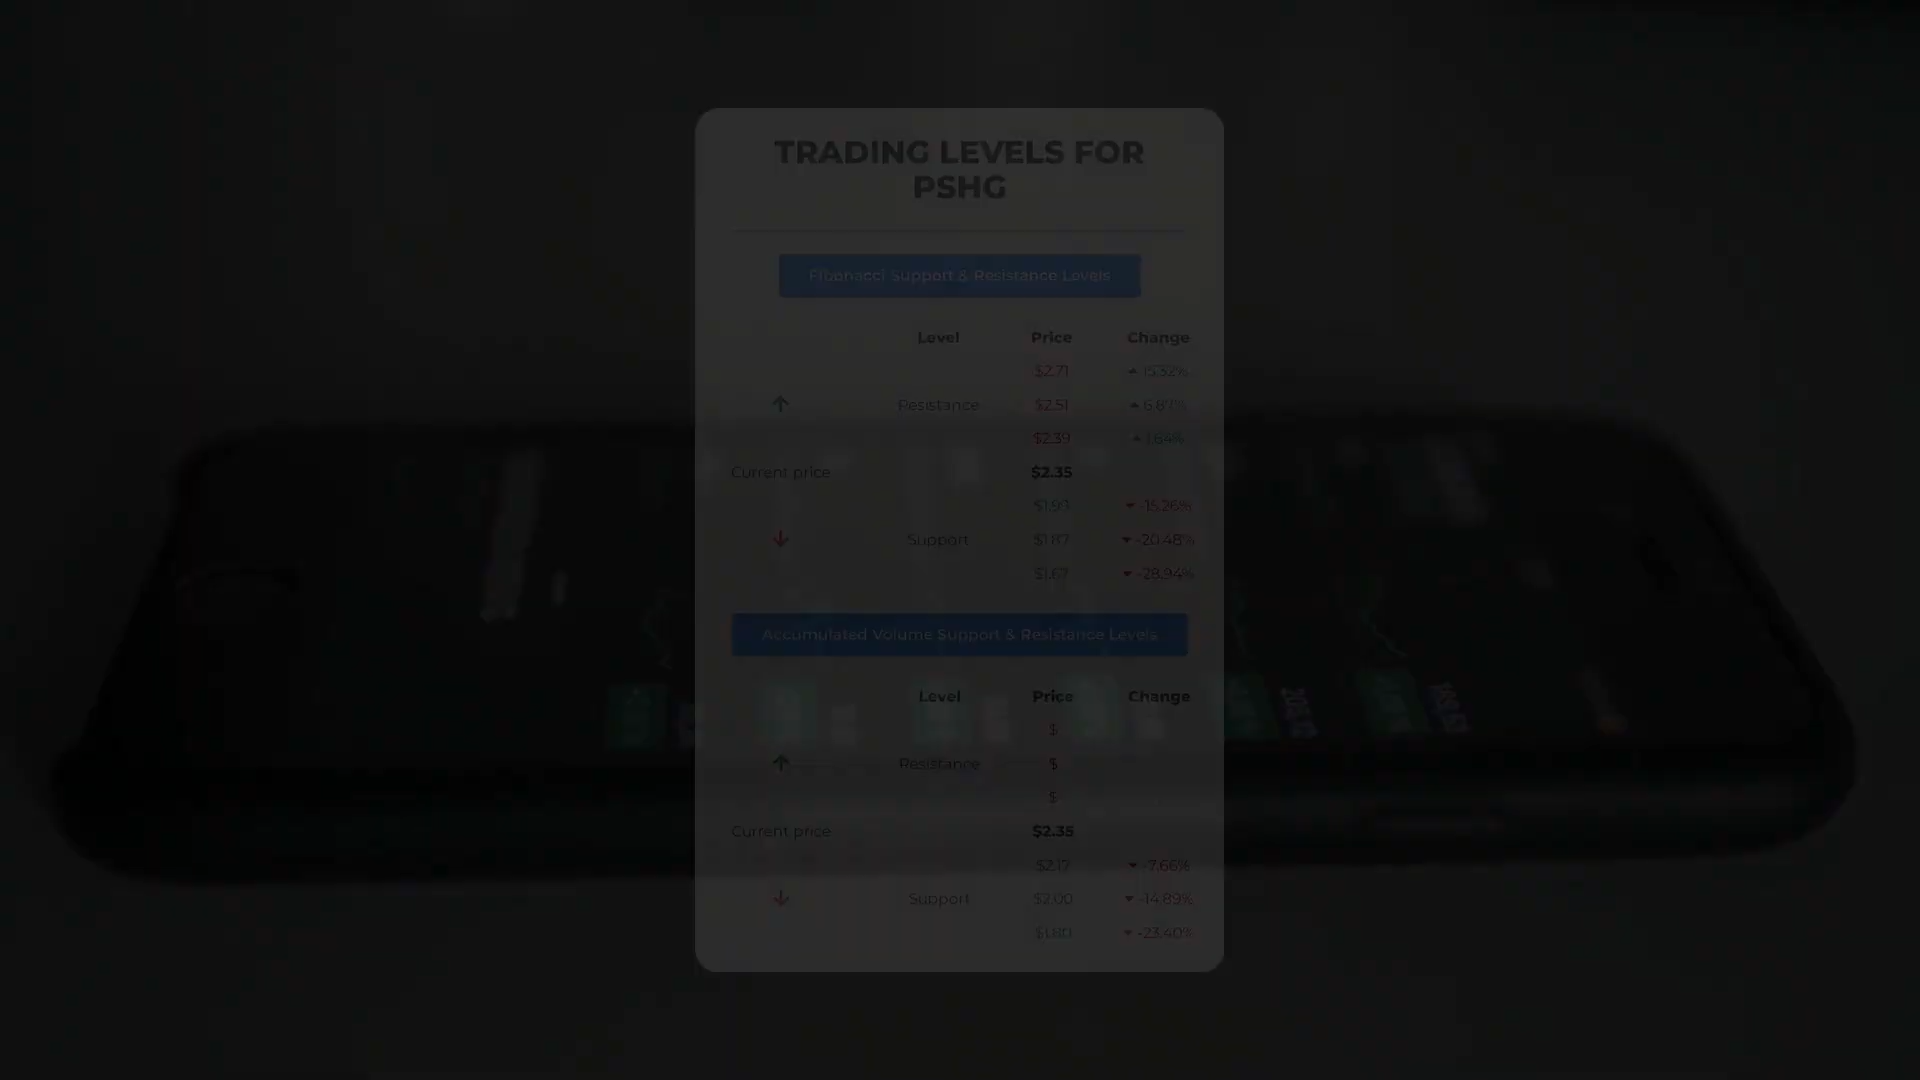 TRADING LEVELS FOR
PSHG
Fibonacci Support & Resistance Levels
Level Price Change
$2.71 15.32%
Resistance $2.51 6.81%
$2.39 1.64%
Current price $2.35
$1.99 -15.26%
Support $1.87 -20.48%
$1.67 -28.94%
Accumulated Volume Support & Resistance Levels
Level Price Change
$
Resistance $
$
Current price $2.35
$2.17 -7.66%
Support $2.00 -14.89%
$1.80 -23.40%